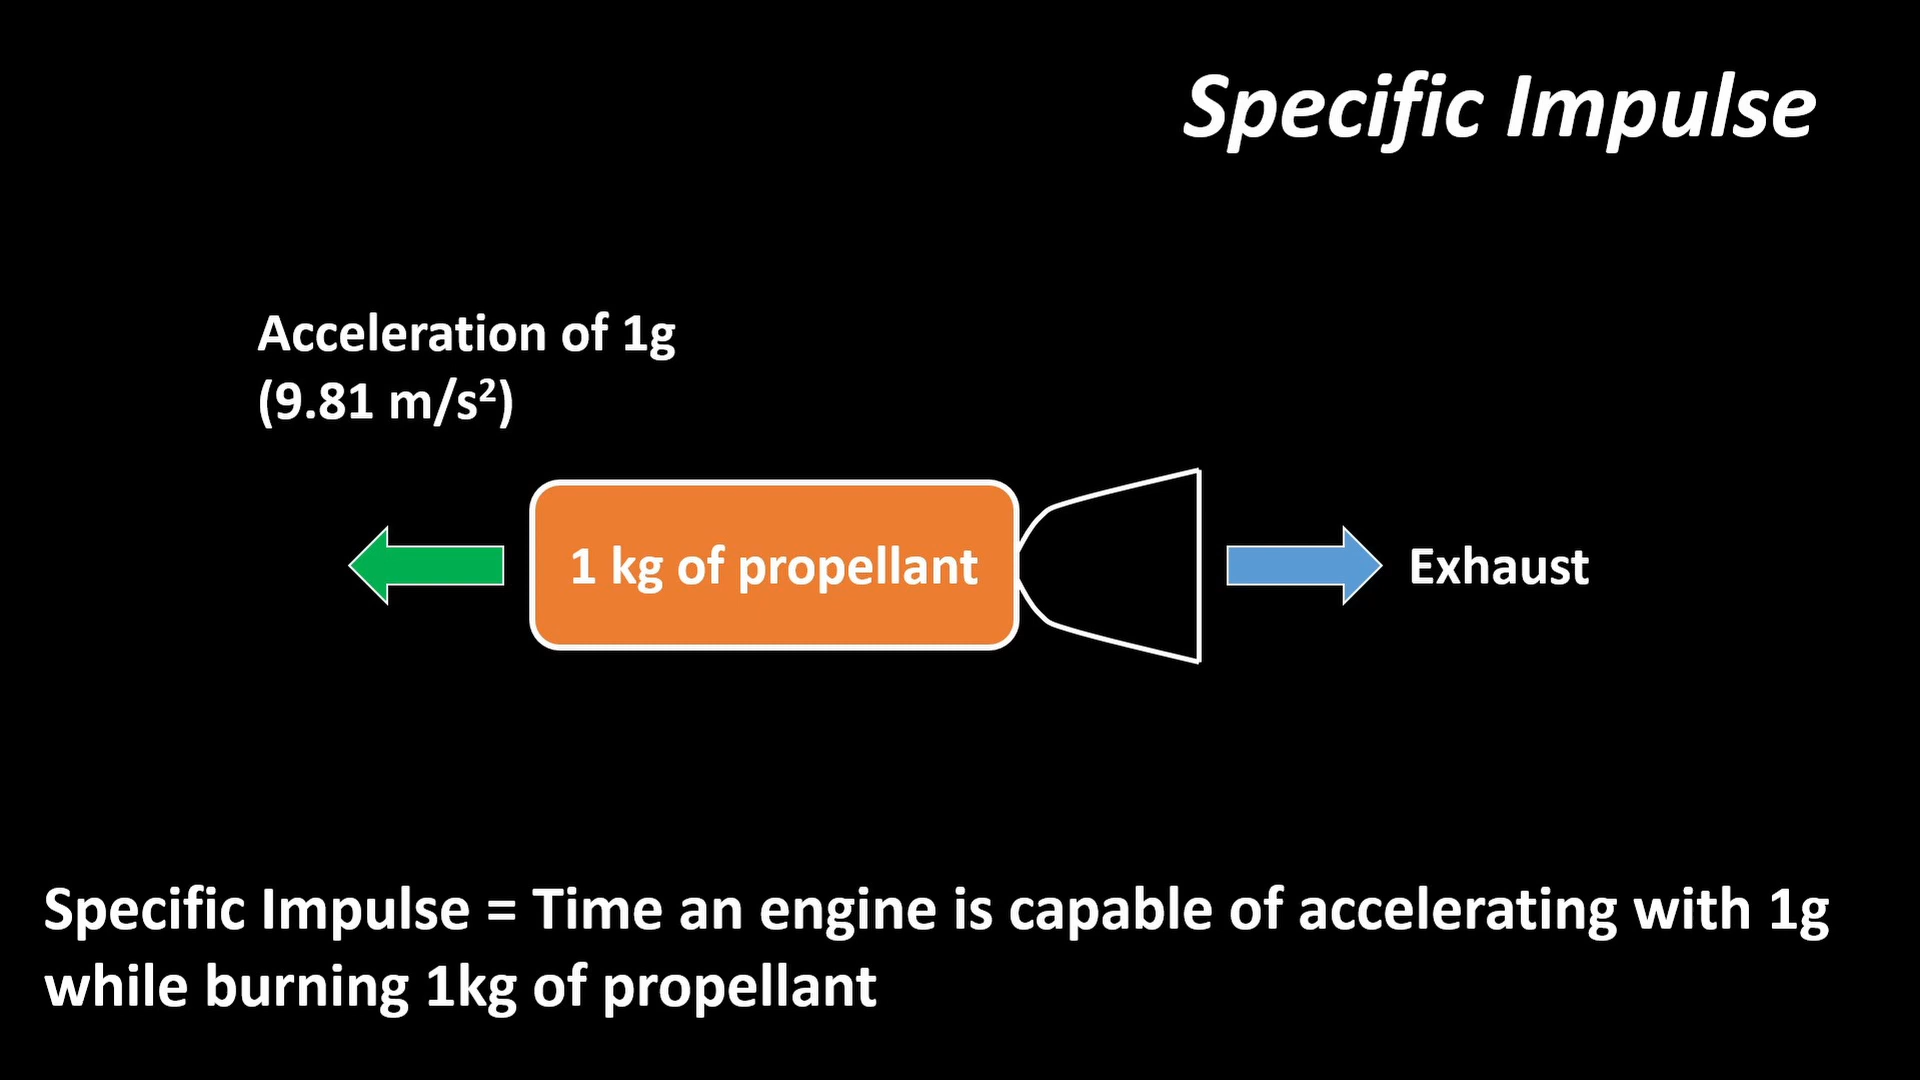 Specific Impulse
Acceleration of 1g
(9.81 m/s²)
1 kg of propellant
Exhaust
Specific Impulse = Time an engine is capable of accelerating with 1g
while burning 1kg of propellant